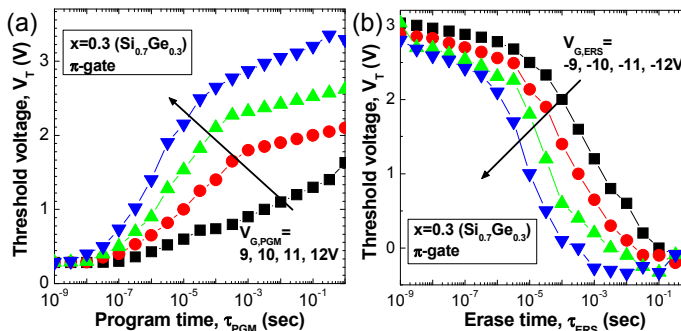 (a)
x=0.3 (Si0.7Ge0.3)
π-gate
VG,PGM=
9, 10, 11, 12V
Threshold voltage, VT (V)
3
2
1
0
10-9 10-7 10-5 10-3 10-1
Program time, τPGM (sec)
(b)
VG,ERS=
-9, -10, -11, -12V
x=0.3 (Si0.7Ge0.3)
π-gate
Threshold voltage, VT (V)
3
2
1
0
10-9 10-7 10-5 10-3 10-1
Erase time, τERS (sec)